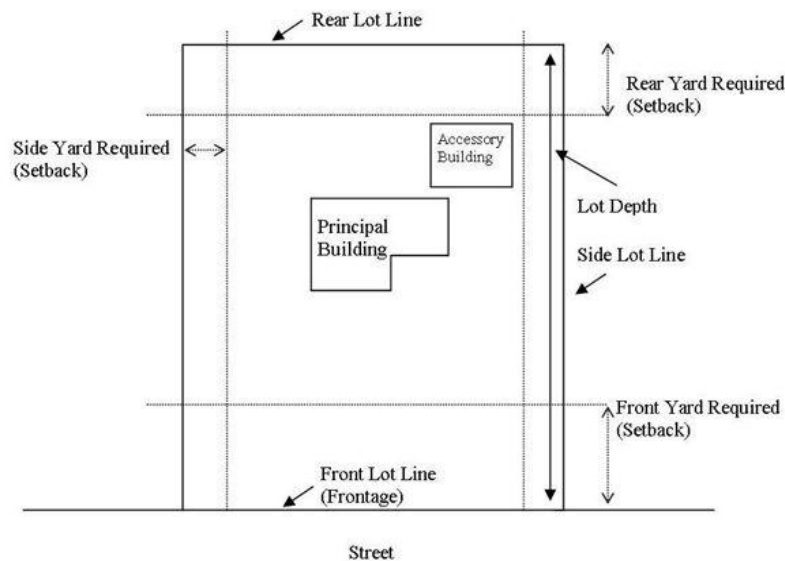 Rear Lot Line
Rear Yard Required
(Setback)
Accessory
Building
Side Yard Required
(Setback)
Lot Depth
Principal
Building
Side Lot Line
Front Yard Required
(Setback)
Front Lot Line
(Frontage)
Street